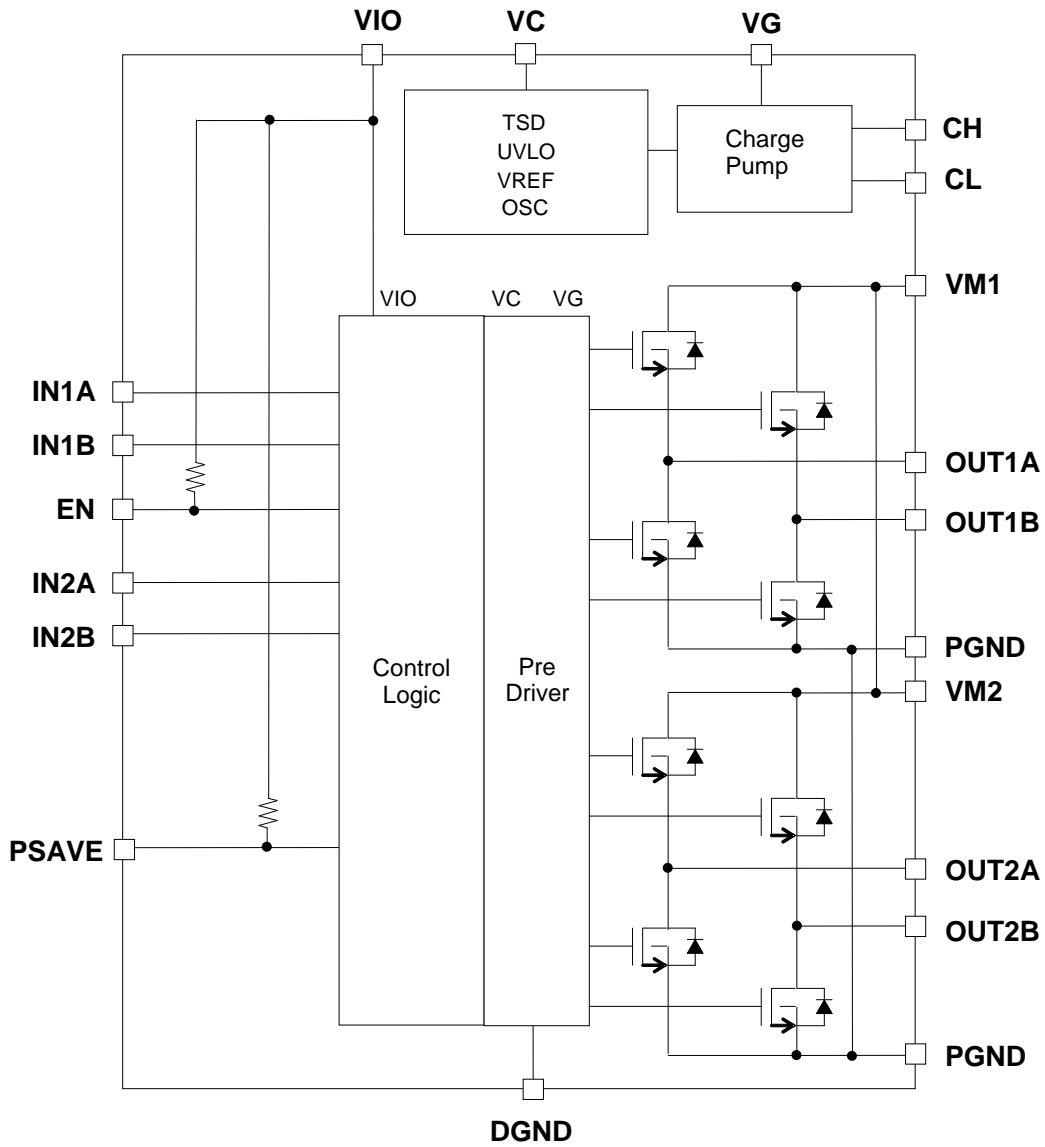 VIO
VC
VG
TSD
UVLO
VREF
OSC
Charge
Pump
CH
CL
VIO
VC
VG
VM1
IN1A
IN1B
EN
IN2A
IN2B
OUT1A
OUT1B
Control
Logic
Pre
Driver
PGND
VM2
PSAVE
OUT2A
OUT2B
PGND
DGND